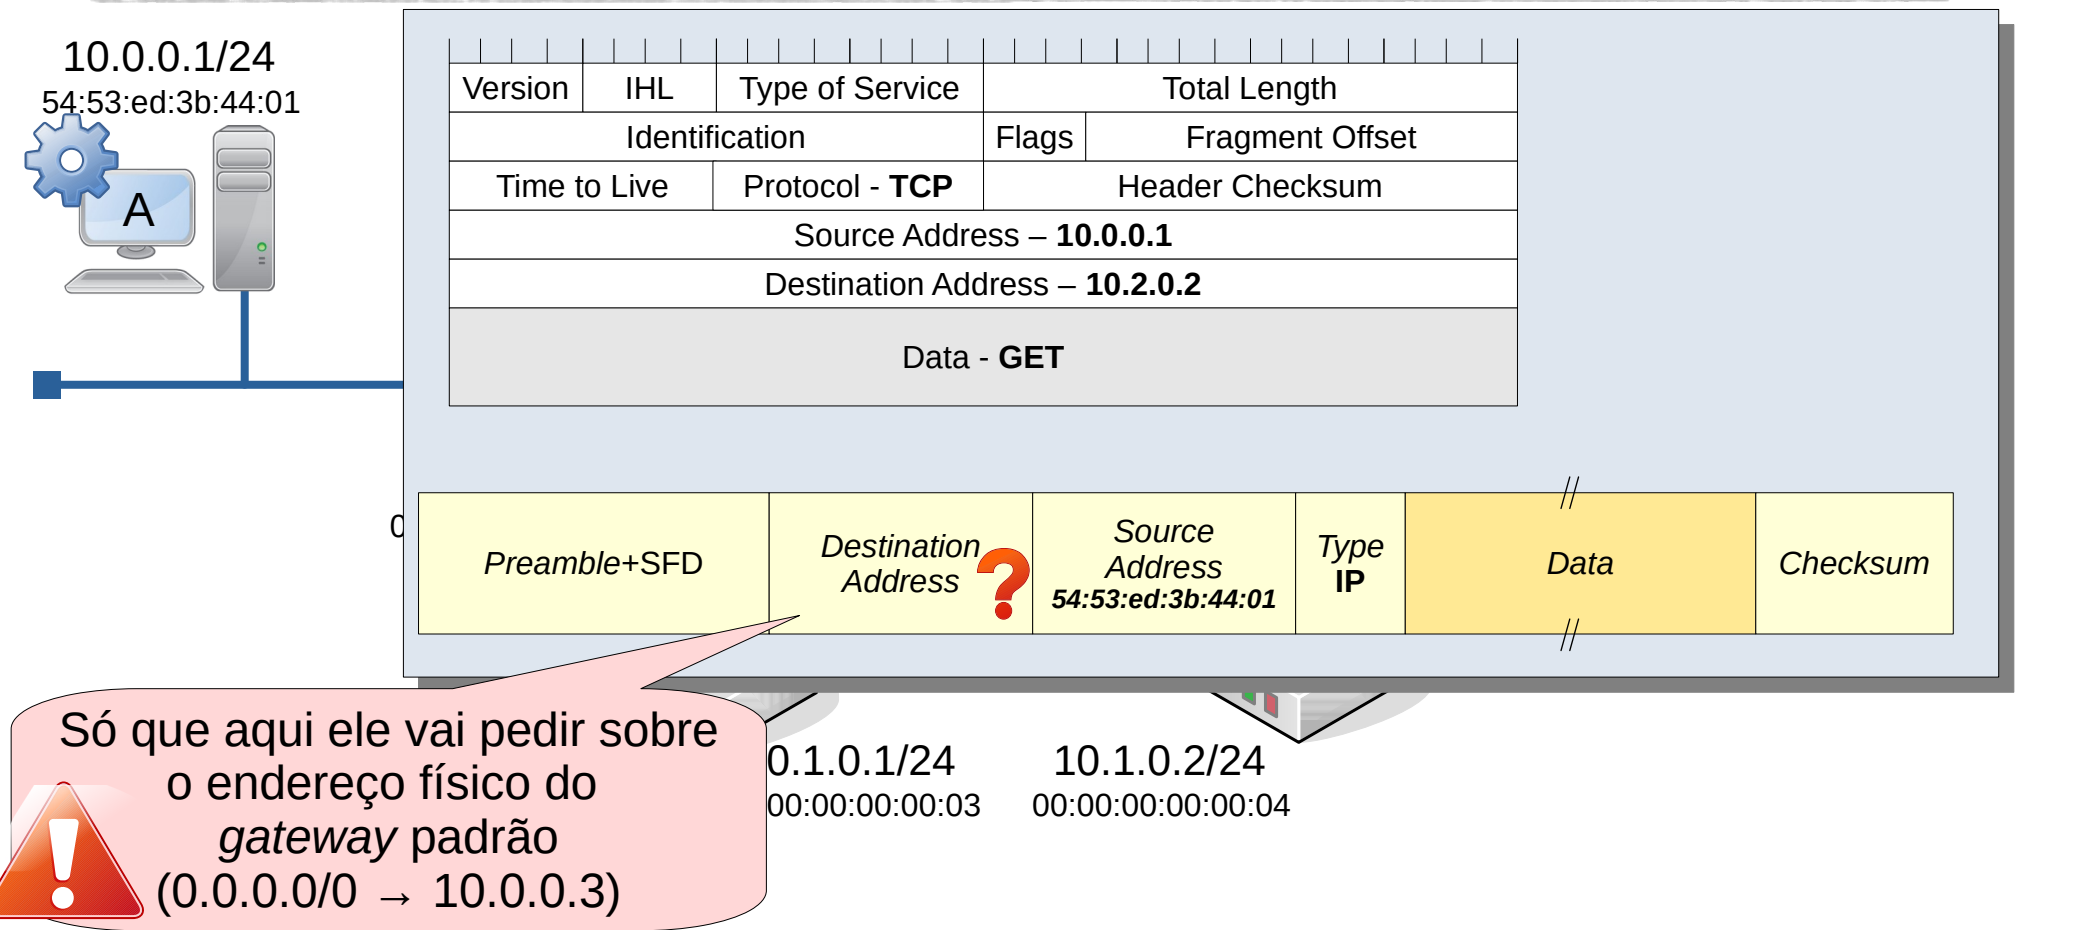 10.0.0.1/24
54:53:ed:3b:44:01
A
Version IHL Type of Service Total Length
Identification Flags Fragment Offset
Time to Live Protocol - TCP Header Checksum
Source Address – 10.0.0.1
Destination Address – 10.2.0.2
Data - GET
0
Preamble+SFD
Destination
Address
?
Source
Address
54:53:ed:3b:44:01
Type
IP
Data
Checksum
Só que aqui ele vai pedir sobre
o endereço físico do
gateway padrão
(0.0.0.0/0 → 10.0.0.3)
0.1.0.1/24
00:00:00:00:03
10.1.0.2/24
00:00:00:00:00:04